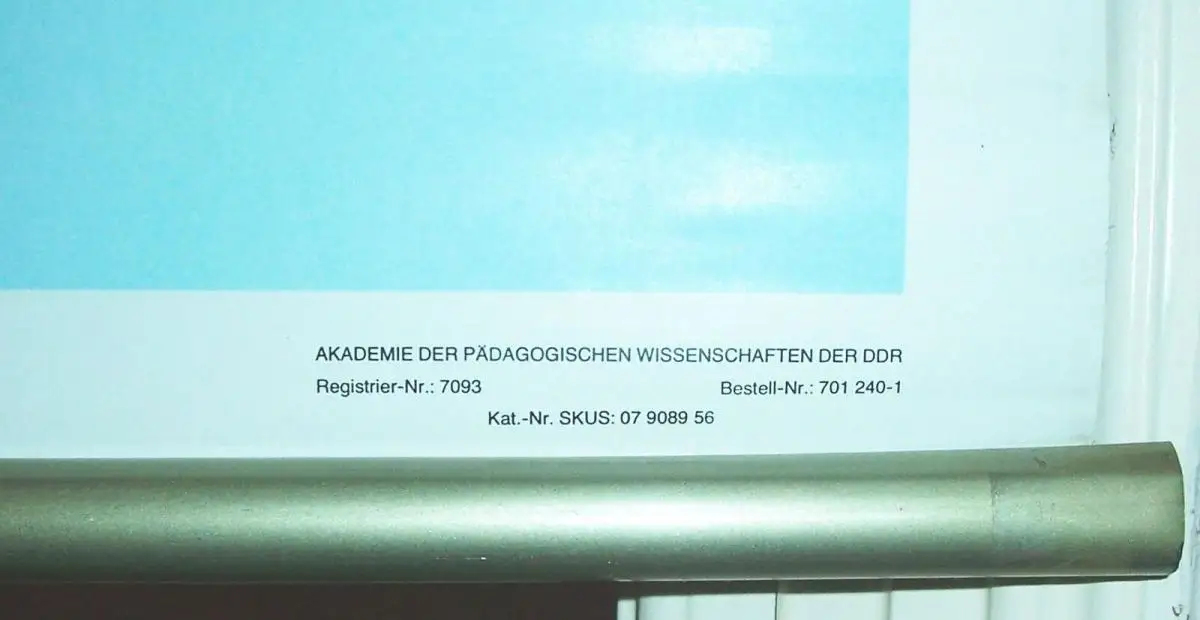 AKADEMIE DER PÄDAGOGISCHEN WISSENSCHAFTEN DER DDR
Registrier-Nr.: 7093 Bestell-Nr.: 701 240-1
Kat.-Nr. SKUS: 07 9089 56